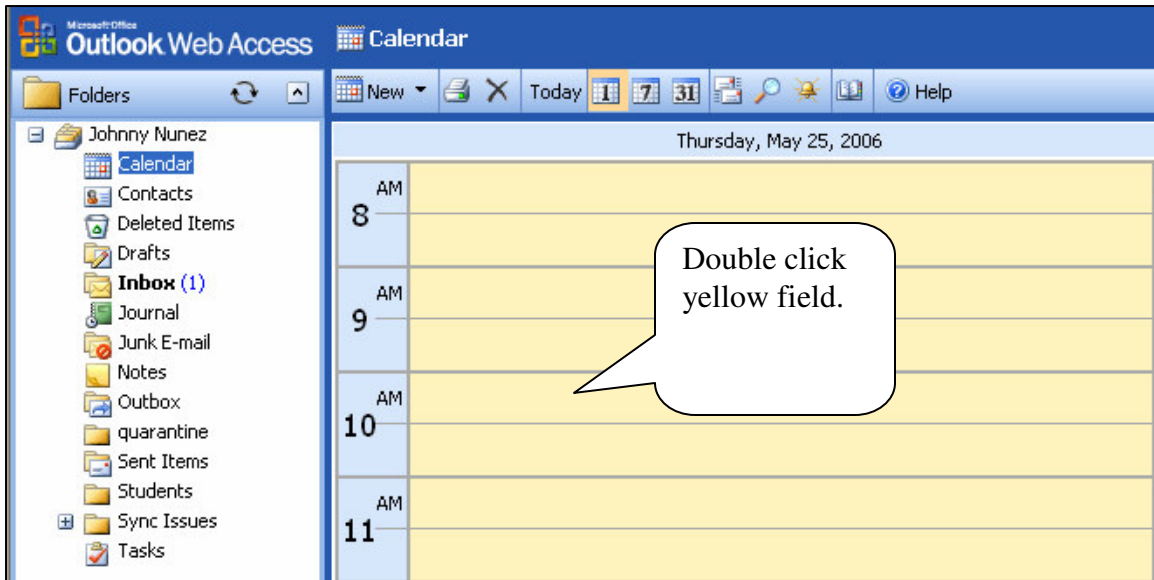 Microsoft Office
Outlook Web Access
Calendar
Folders
New
Today
1
7
31
Help
Johnny Nunez
Calendar
Contacts
Deleted Items
Drafts
Inbox (1)
Journal
Junk E-mail
Notes
Outbox
quarantine
Sent Items
Students
Sync Issues
Tasks
Thursday, May 25, 2006
8 AM
9 AM
10 AM
11 AM
Double click
yellow field.